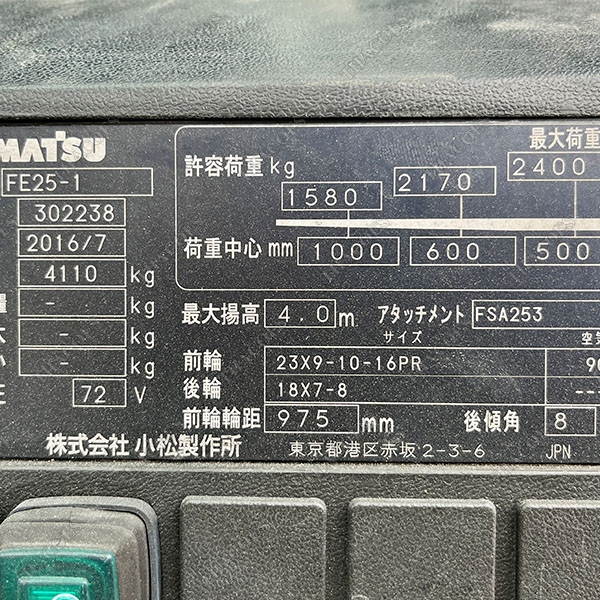 MATSU
FE25-1
302238
2016/7
4110 kg
量 - kg
- kg
- kg
72 V
最大荷重
許容荷重 kg 1580 2170 2400
荷重中心 mm 1000 600 500
最大揚高 4.0 m アタッチメント FSA253
サイズ 空気
前輪 23X9-10-16PR 90
後輪 18X7-8 ---
前輪輪距 975 mm 後傾角 8
株式会社 小松製作所 東京都港区赤坂2-3-6 JPN